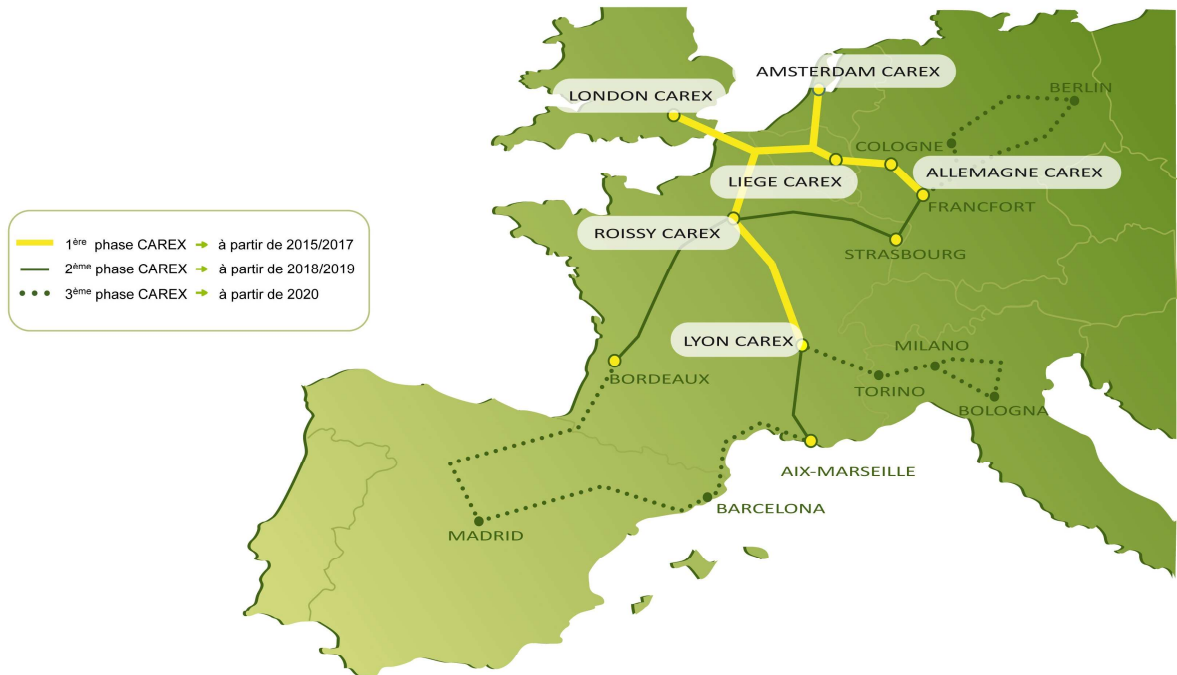 AMSTERDAM CAREX
LONDON CAREX
BERLIN
COLOGNE
LIEGE CAREX
ALLEMAGNE CAREX
FRANCFORT
ROISSY CAREX
STRASBOURG
1ère phase CAREX → à partir de 2015/2017
2ème phase CAREX → à partir de 2018/2019
3ème phase CAREX → à partir de 2020
LYON CAREX
MILANO
BORDEAUX
TORINO
BOLOGNA
AIX-MARSEILLE
BARCELONA
MADRID